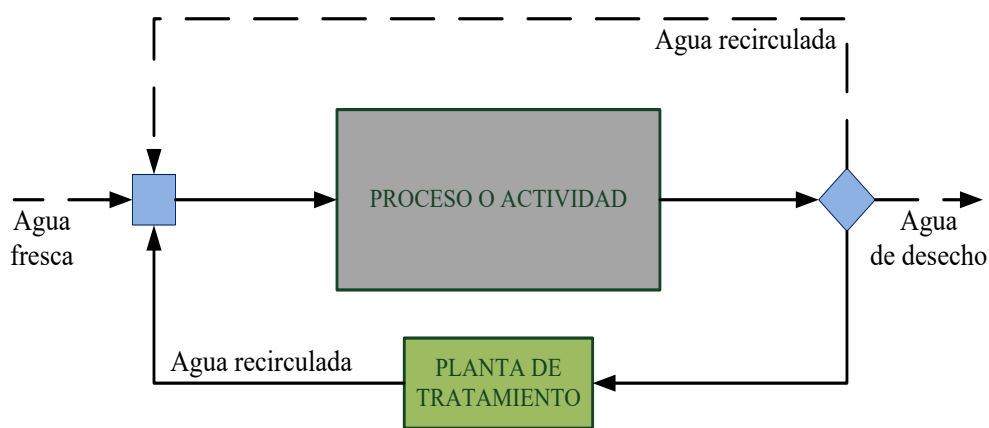 Agua recirculada
PROCESO O ACTIVIDAD
Agua
fresca
Agua
de desecho
Agua recirculada
PLANTA DE
TRATAMIENTO